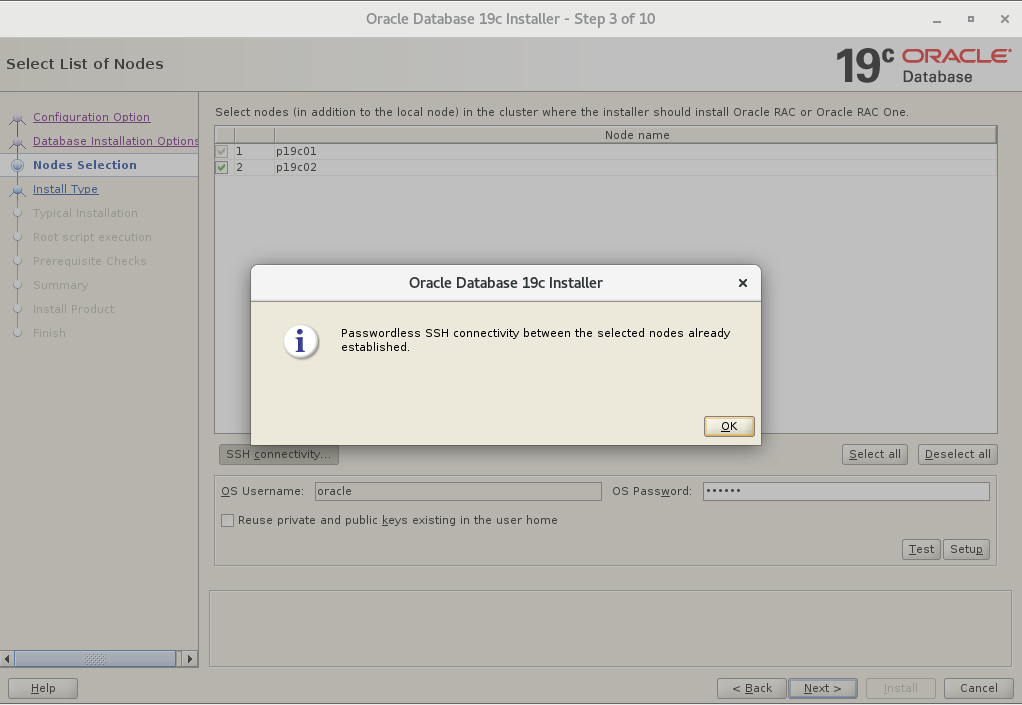 Oracle Database 19c Installer - Step 3 of 10
Select List of Nodes
19c ORACLE
Database
Configuration Option
Database Installation Options
Nodes Selection
Install Type
Typical Installation
Root script execution
Prerequisite Checks
Summary
Install Product
Finish
Select nodes (in addition to the local node) in the cluster where the installer should install Oracle RAC or Oracle RAC One.
Node name
1 p19c01
2 p19c02
Oracle Database 19c Installer
Passwordless SSH connectivity between the selected nodes already
established.
OK
SSH connectivity...
Select all
Deselect all
OS Username: oracle
OS Password: ••••••
Reuse private and public keys existing in the user home
Test
Setup
Help
< Back
Next >
Install
Cancel